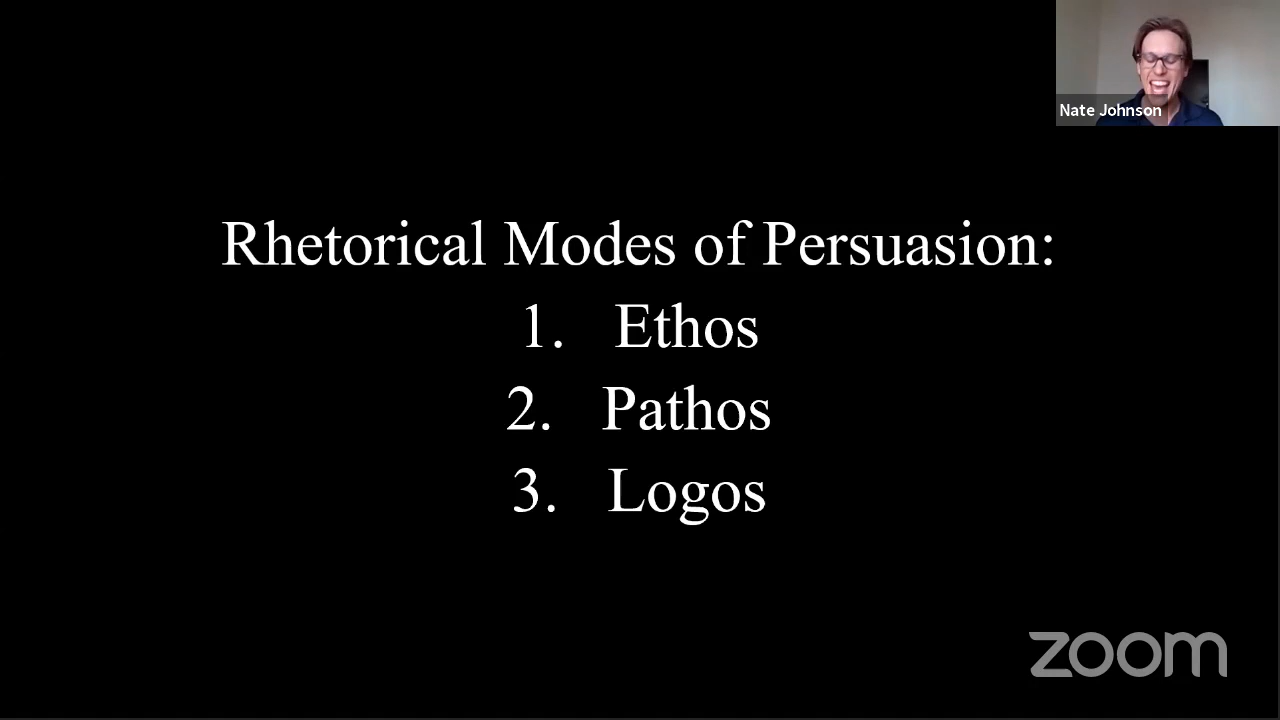 Nate Johnson
Rhetorical Modes of Persuasion:
1. Ethos
2. Pathos
3. Logos
zoom